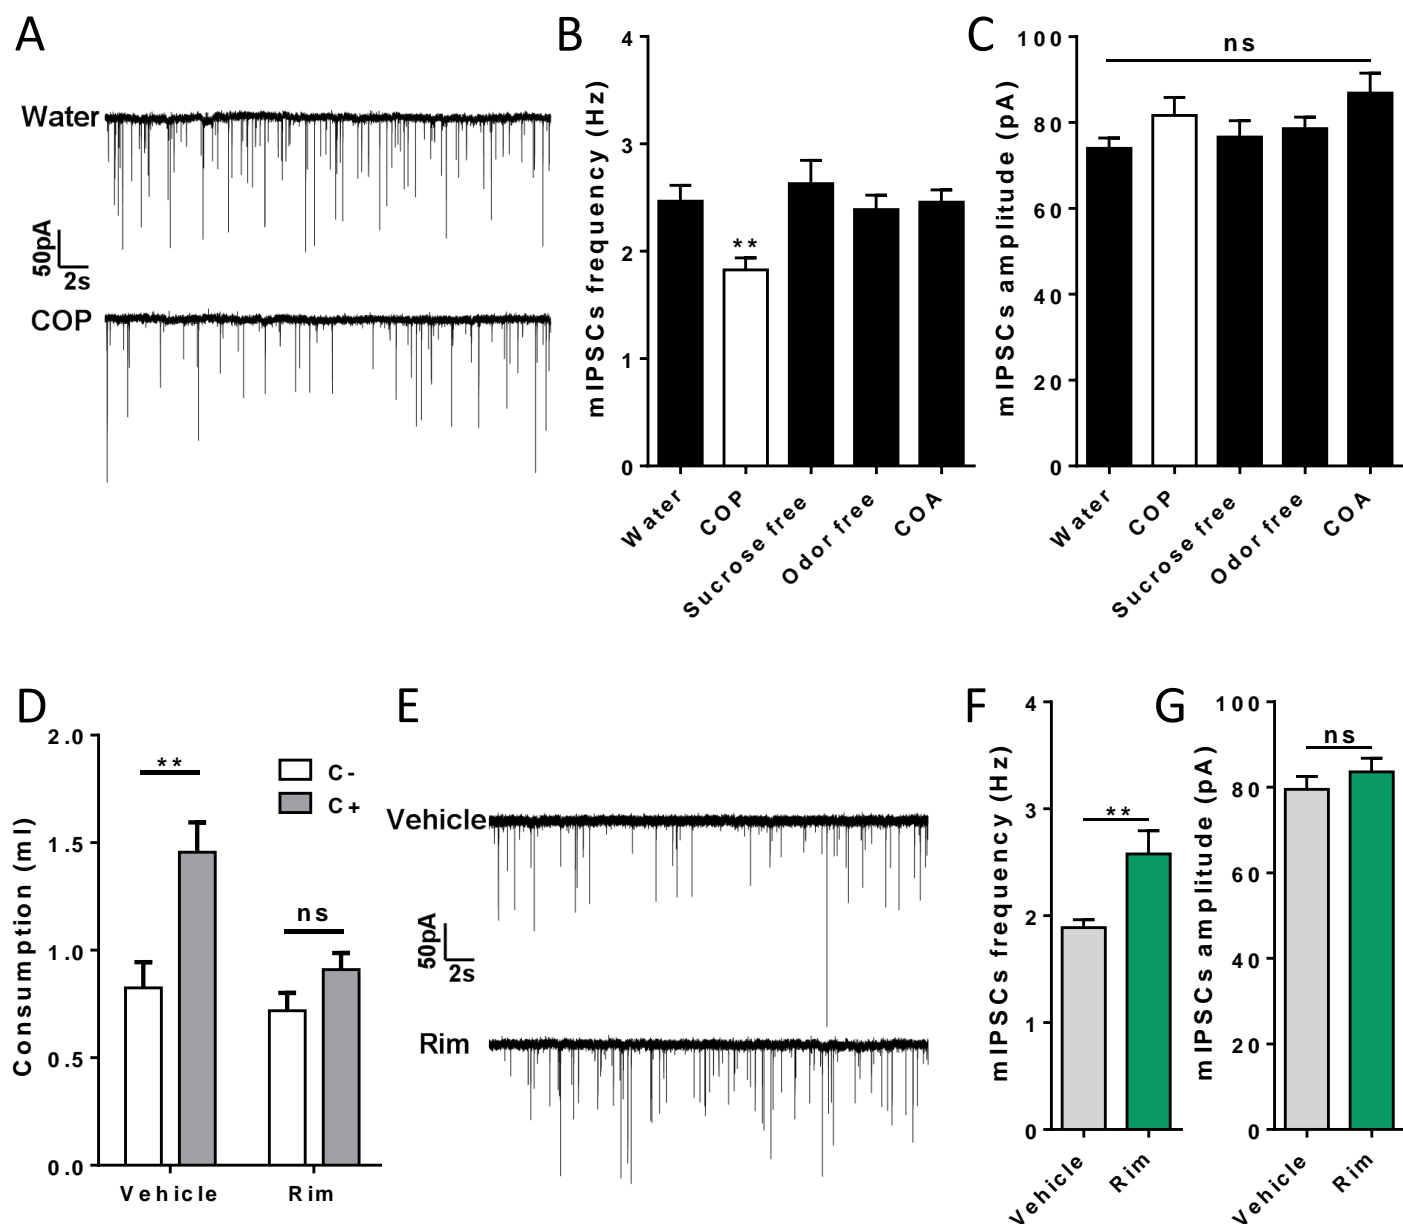 A
Water
50pA
2s
COP
B
mIPSCs frequency (Hz)
4
3
2
1
0
**
Water
COP
Sucrose free
Odor free
COA
C
mIPSCs amplitude (pA)
100
80
60
40
20
0
ns
Water
COP
Sucrose free
Odor free
COA
D
Consumption (ml)
2.0
1.5
1.0
0.5
0.0
**
ns
C-
C+
Vehicle
Rim
E
Vehicle
50pA
2s
Rim
F
mIPSCs frequency (Hz)
4
3
2
1
0
**
Vehicle
Rim
G
mIPSCs amplitude (pA)
100
80
60
40
20
0
ns
Vehicle
Rim